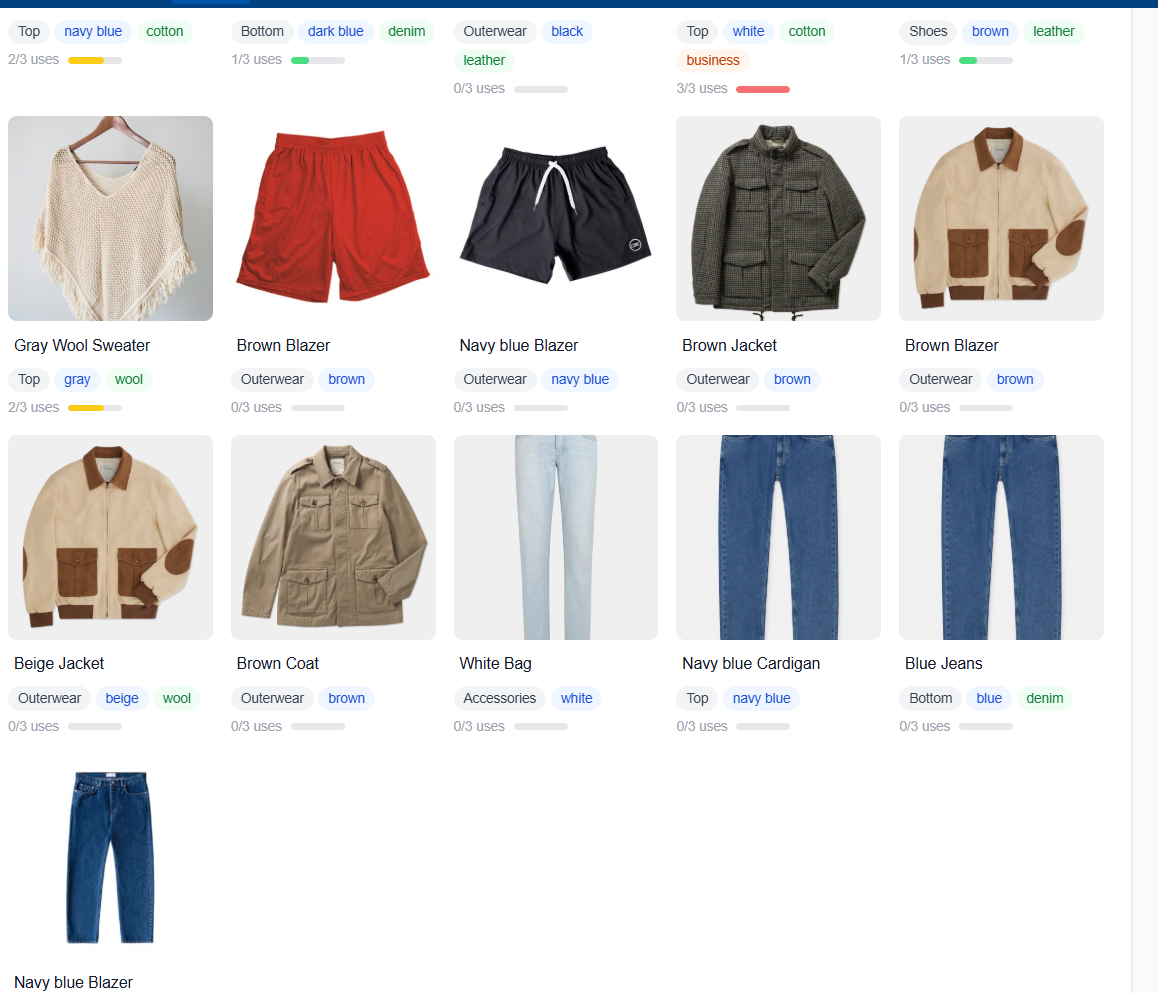 Top navy blue cotton
2/3 uses
Bottom dark blue denim
1/3 uses
Outerwear black
leather
0/3 uses
Top white cotton
business
3/3 uses
Shoes brown leather
1/3 uses
Gray Wool Sweater
Top gray wool
2/3 uses
Brown Blazer
Outerwear brown
0/3 uses
Navy blue Blazer
Outerwear navy blue
0/3 uses
Brown Jacket
Outerwear brown
0/3 uses
Brown Blazer
Outerwear brown
0/3 uses
Beige Jacket
Outerwear beige wool
0/3 uses
Brown Coat
Outerwear brown
0/3 uses
White Bag
Accessories white
0/3 uses
Navy blue Cardigan
Top navy blue
0/3 uses
Blue Jeans
Bottom blue denim
0/3 uses
Navy blue Blazer